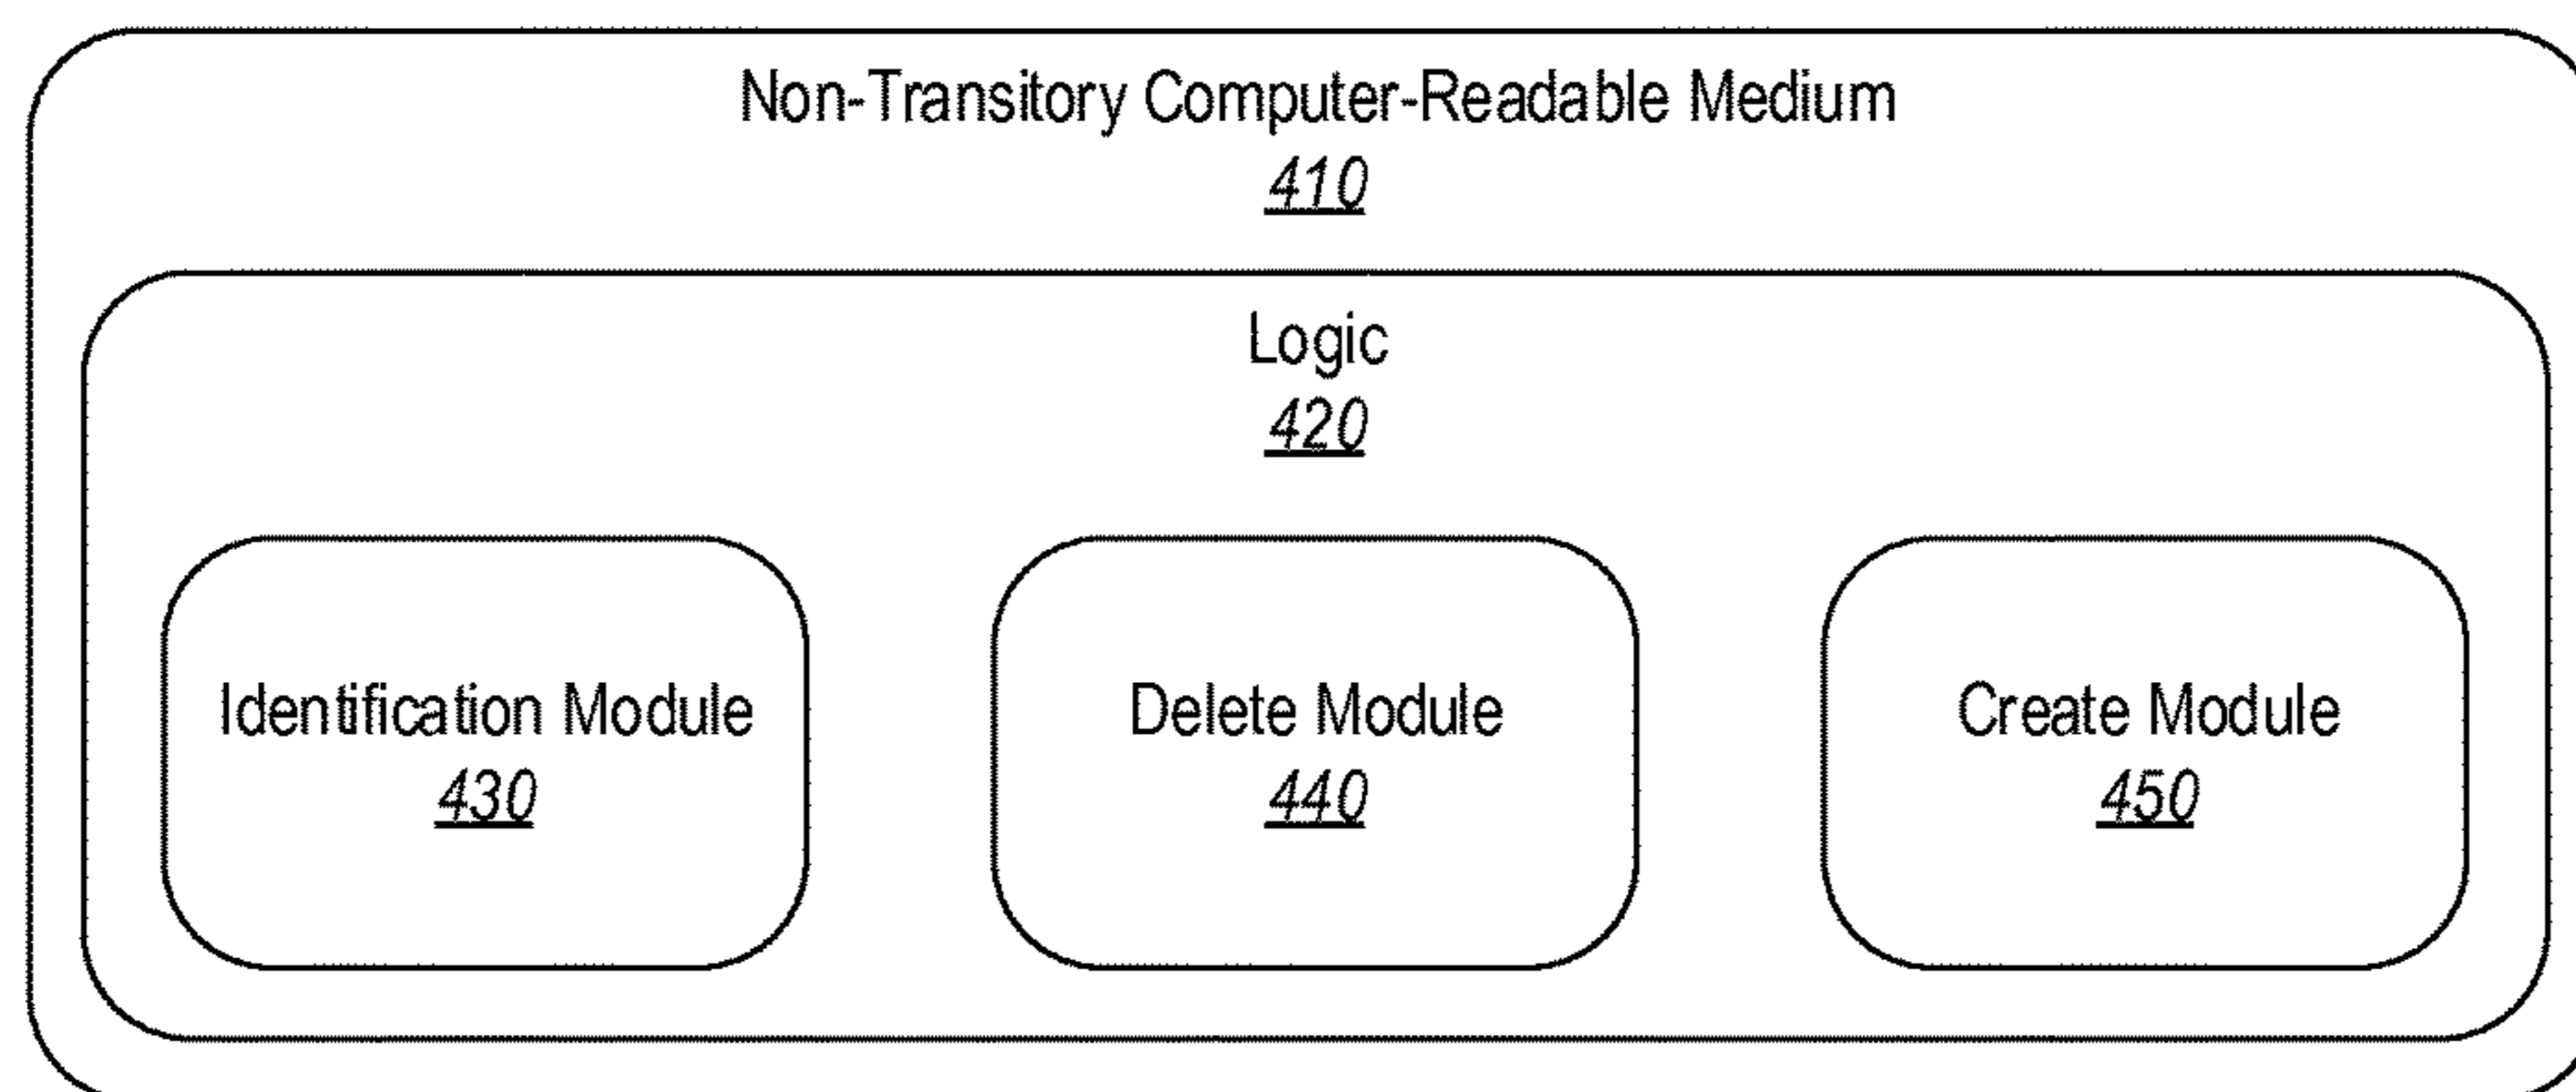 Non-Transitory Computer-Readable Medium
410
Logic
420
Identification Module
430
Delete Module
440
Create Module
450